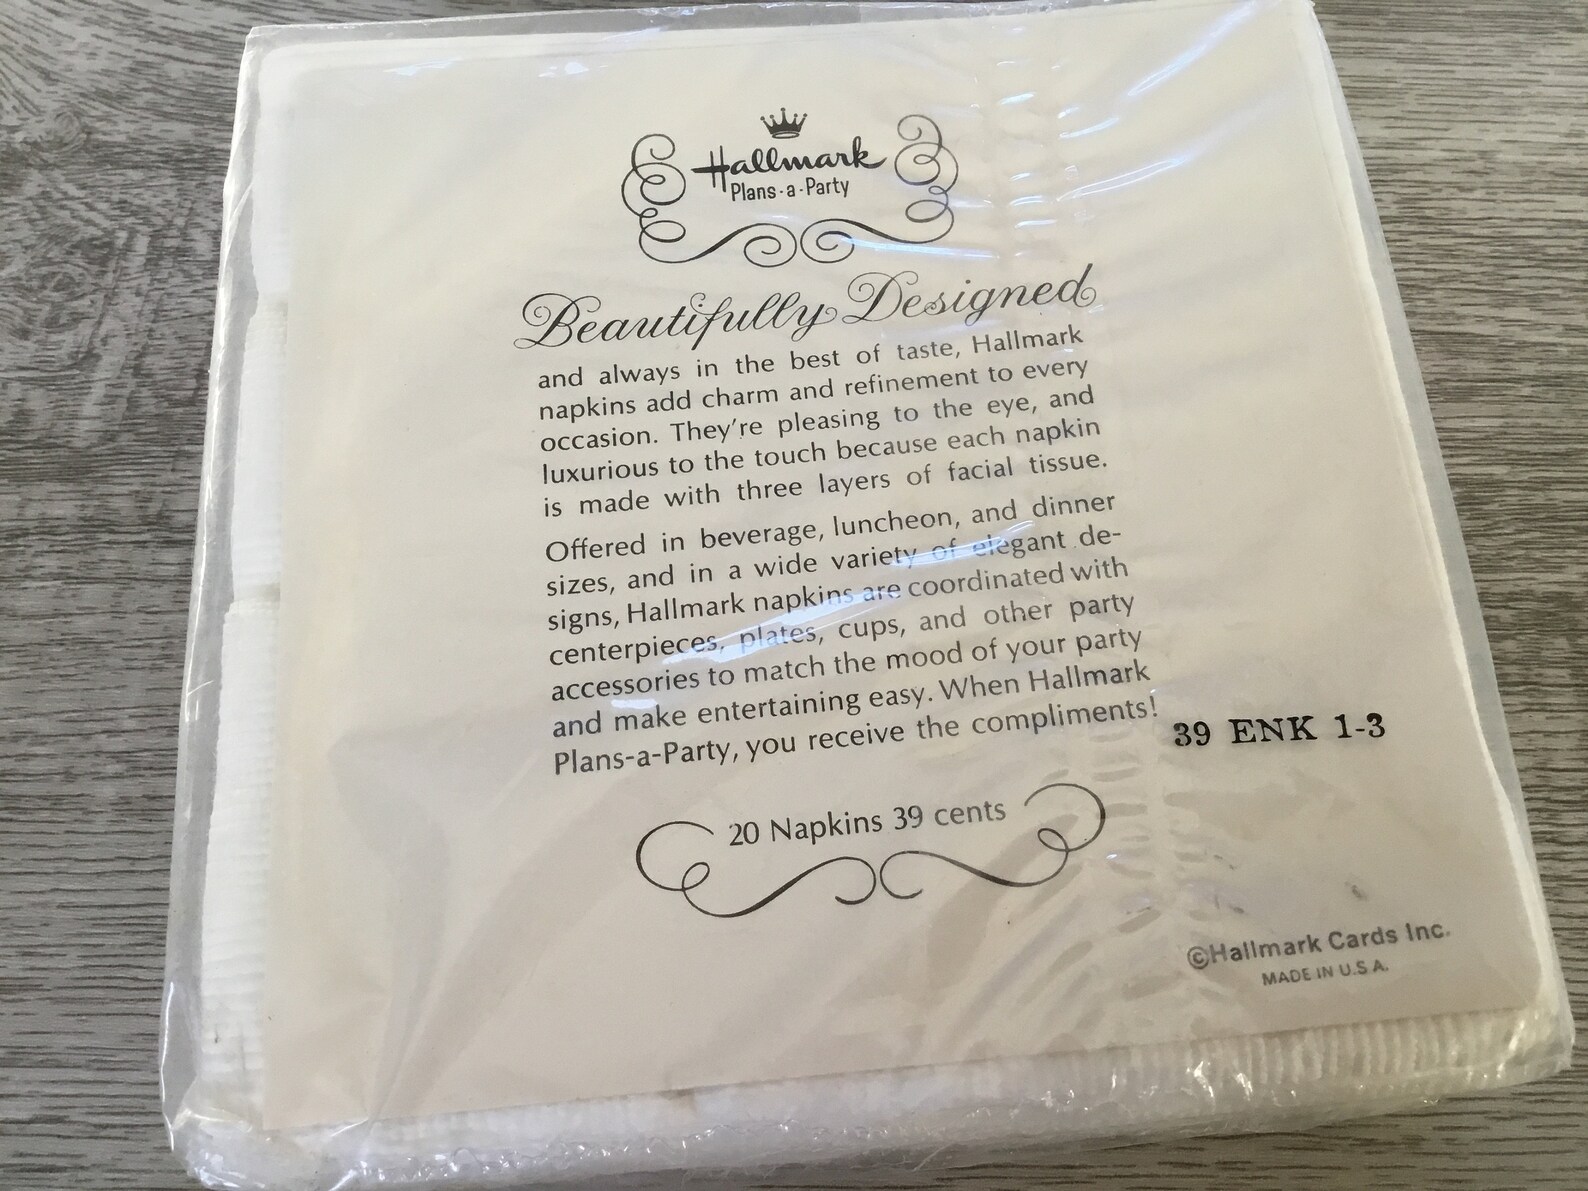 Hallmark
Plans-a-Party
Beautifully Designed
and always in the best of taste, Hallmark
napkins add charm and refinement to every
occasion. They're pleasing to the eye, and
luxurious to the touch because each napkin
is made with three layers of facial tissue.
Offered in beverage, luncheon, and dinner
sizes, and in a wide variety of elegant de-
signs, Hallmark napkins are coordinated with
centerpieces, plates, cups, and other party
accessories to match the mood of your party
and make entertaining easy. When Hallmark
Plans-a-Party, you receive the compliments!
39 ENK 1-3
20 Napkins 39 cents
©Hallmark Cards Inc.
MADE IN U.S.A.